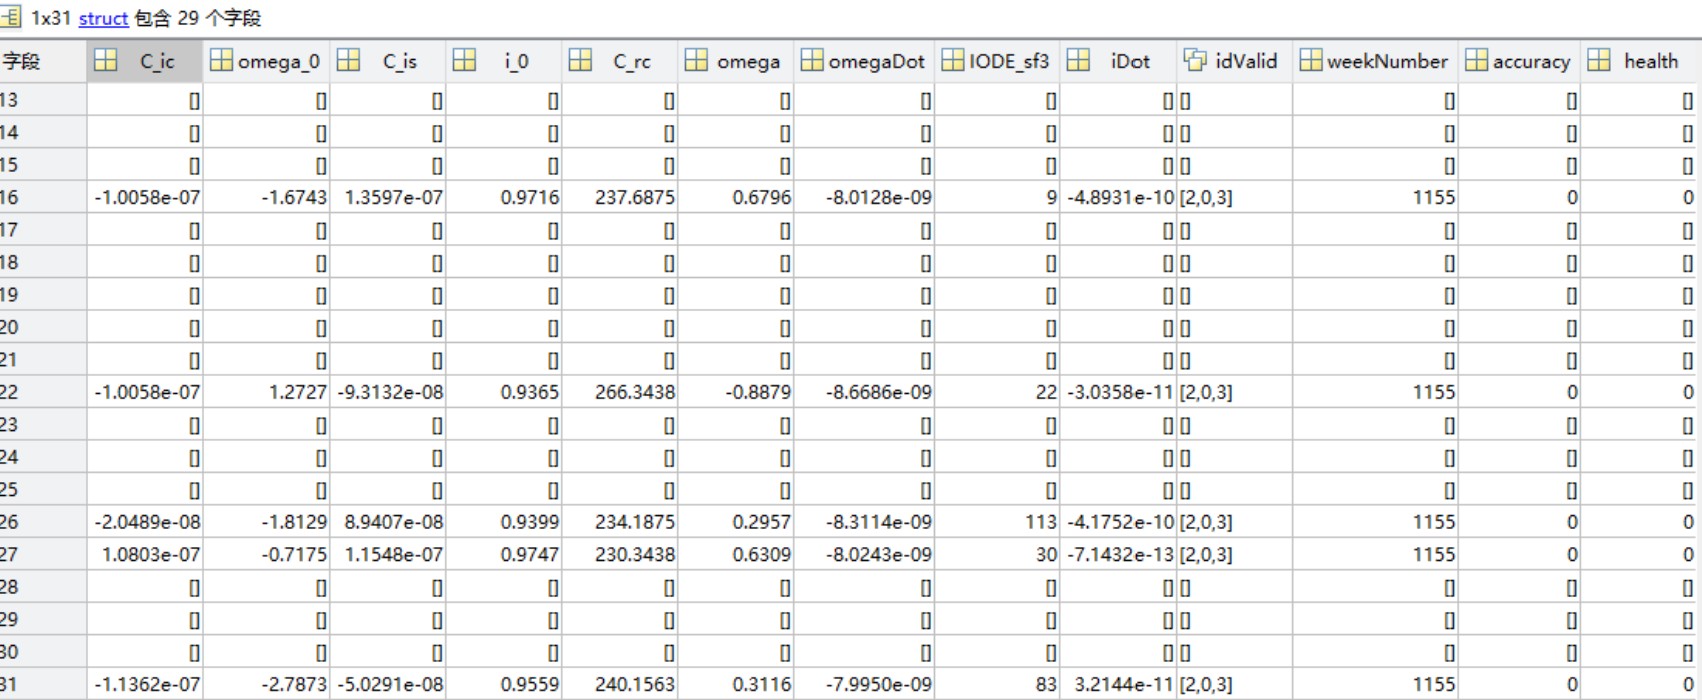 1x31 struct 包含 29 个字段
字段 C_ic omega_0 C_is i_0 C_rc omega omegaDot IODE_sf3 iDot idValid weekNumber accuracy health
13 [] [] [] [] [] [] [] [] [] [] [] [] []
14 [] [] [] [] [] [] [] [] [] [] [] [] []
15 [] [] [] [] [] [] [] [] [] [] [] [] []
16 -1.0058e-07 -1.6743 1.3597e-07 0.9716 237.6875 0.6796 -8.0128e-09 9 -4.8931e-10 [2,0,3] 1155 0 0
17 [] [] [] [] [] [] [] [] [] [] [] [] []
18 [] [] [] [] [] [] [] [] [] [] [] [] []
19 [] [] [] [] [] [] [] [] [] [] [] [] []
20 [] [] [] [] [] [] [] [] [] [] [] [] []
21 [] [] [] [] [] [] [] [] [] [] [] [] []
22 -1.0058e-07 1.2727 -9.3132e-08 0.9365 266.3438 -0.8879 -8.6686e-09 22 -3.0358e-11 [2,0,3] 1155 0 0
23 [] [] [] [] [] [] [] [] [] [] [] [] []
24 [] [] [] [] [] [] [] [] [] [] [] [] []
25 [] [] [] [] [] [] [] [] [] [] [] [] []
26 -2.0489e-08 -1.8129 8.9407e-08 0.9399 234.1875 0.2957 -8.3114e-09 113 -4.1752e-10 [2,0,3] 1155 0 0
27 1.0803e-07 -0.7175 1.1548e-07 0.9747 230.3438 0.6309 -8.0243e-09 30 -7.1432e-13 [2,0,3] 1155 0 0
28 [] [] [] [] [] [] [] [] [] [] [] [] []
29 [] [] [] [] [] [] [] [] [] [] [] [] []
30 [] [] [] [] [] [] [] [] [] [] [] [] []
31 -1.1362e-07 -2.7873 -5.0291e-08 0.9559 240.1563 0.3116 -7.9950e-09 83 3.2144e-11 [2,0,3] 1155 0 0